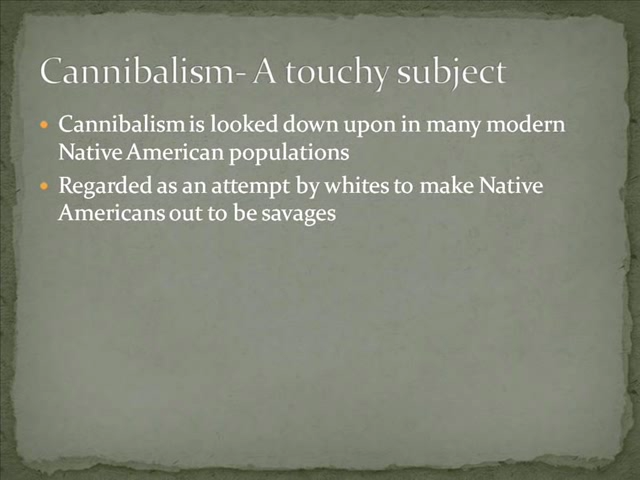 Cannibalism- A touchy subject
• Cannibalism is looked down upon in many modern
Native American populations
• Regarded as an attempt by whites to make Native
Americans out to be savages